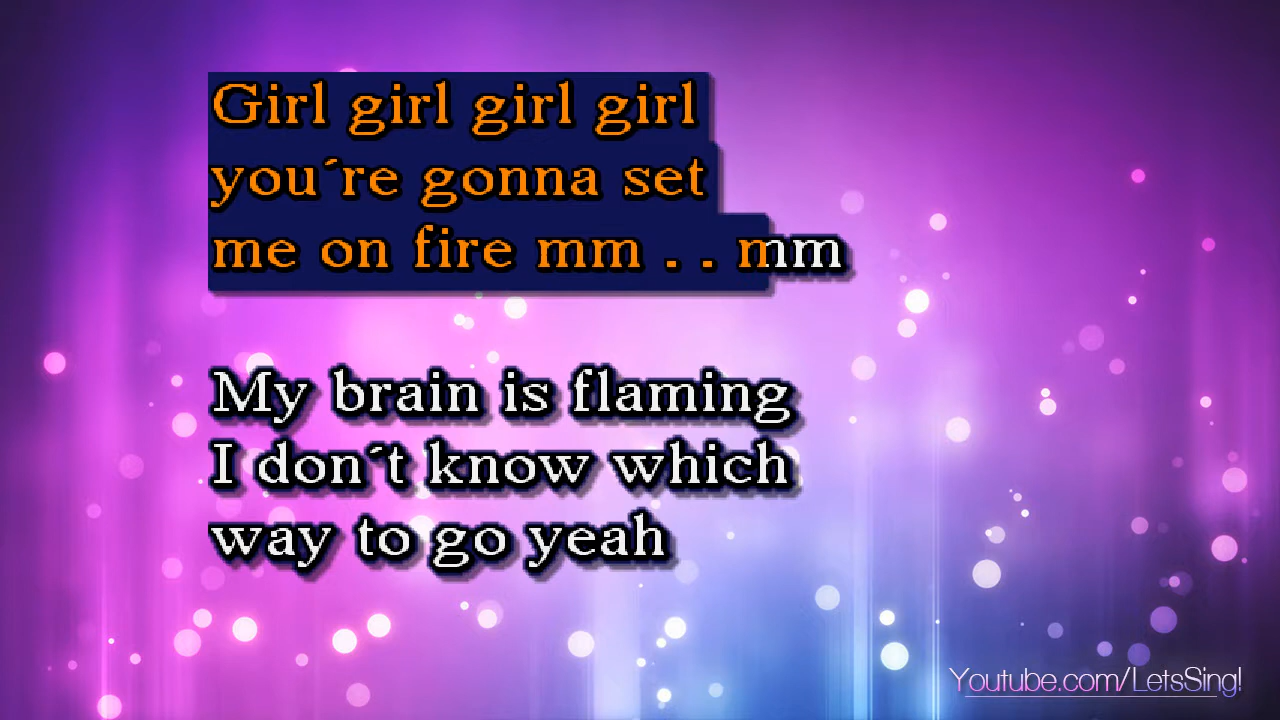 Girl girl girl girl
you´re gonna set
me on fire mm . . mm
My brain is flaming
I don´t know which
way to go yeah
Youtube.com/LetsSing!